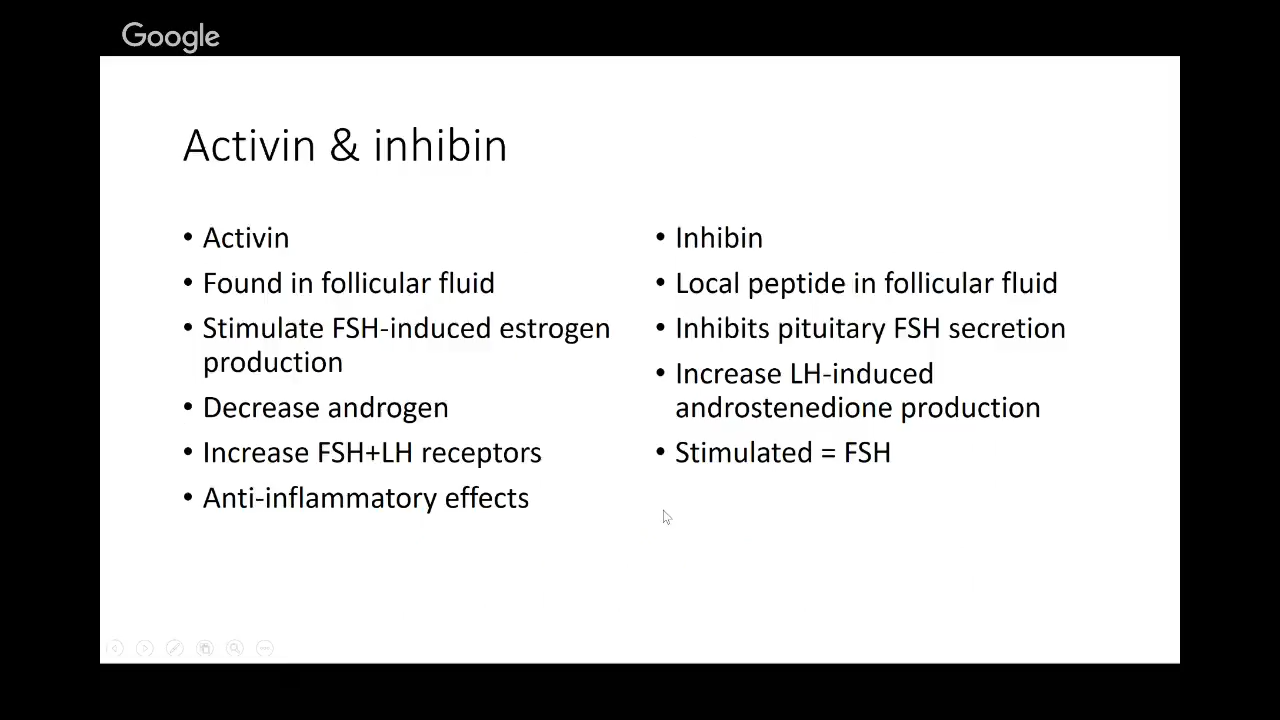 Google
Activin & inhibin
• Activin
• Found in follicular fluid
• Stimulate FSH-induced estrogen
production
• Decrease androgen
• Increase FSH+LH receptors
• Anti-inflammatory effects
• Inhibin
• Local peptide in follicular fluid
• Inhibits pituitary FSH secretion
• Increase LH-induced
androstenedione production
• Stimulated = FSH